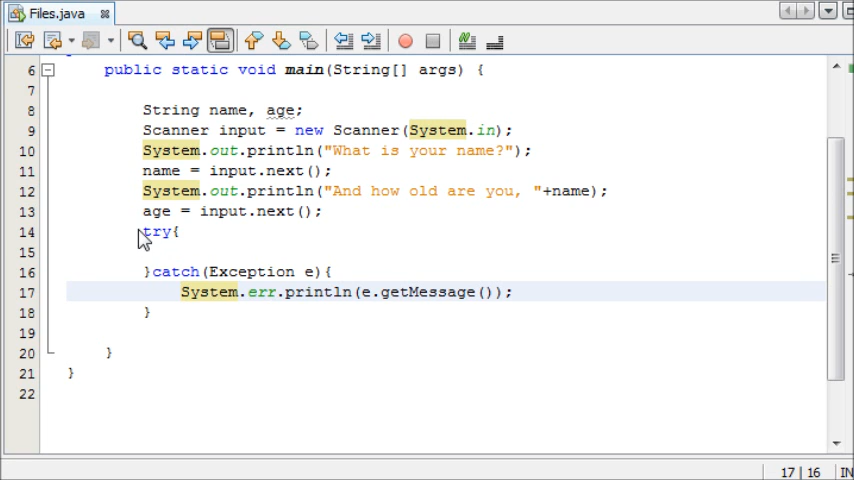 Files.java
6 public static void main(String[] args) {
7
8 String name, age;
9 Scanner input = new Scanner(System.in);
10 System.out.println("What is your name?");
11 name = input.next();
12 System.out.println("And how old are you, "+name);
13 age = input.next();
14 try{
15
16 }catch(Exception e){
17 System.err.println(e.getMessage());
18 }
19
20 }
21 }
22
17 | 16 IN